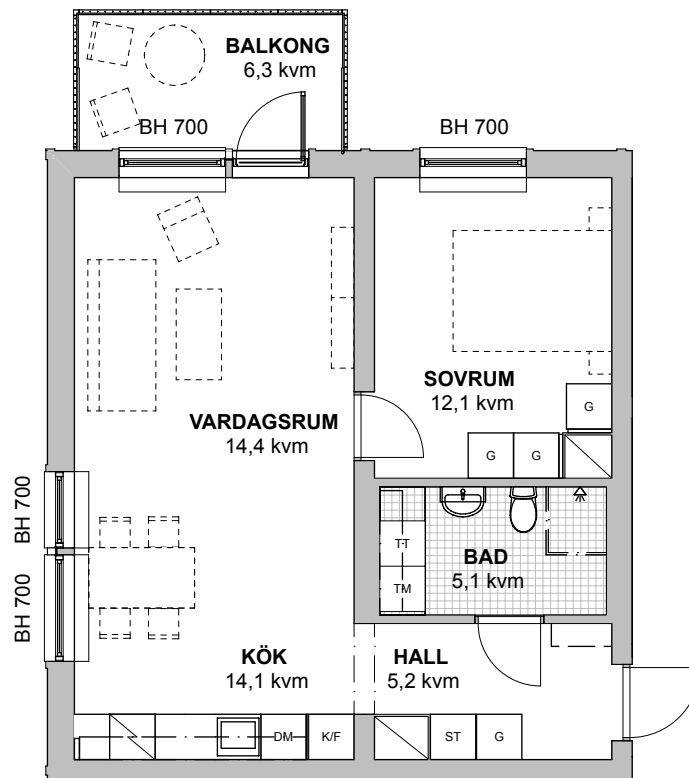 BALKONG
6,3 kvm
BH 700
BH 700
SOVRUM
12,1 kvm
G
VARDAGSRUM
14,4 kvm
G
G
BH 700
BH 700
TT
TM
BAD
5,1 kvm
KÖK
14,1 kvm
HALL
5,2 kvm
DM
K/F
ST
G